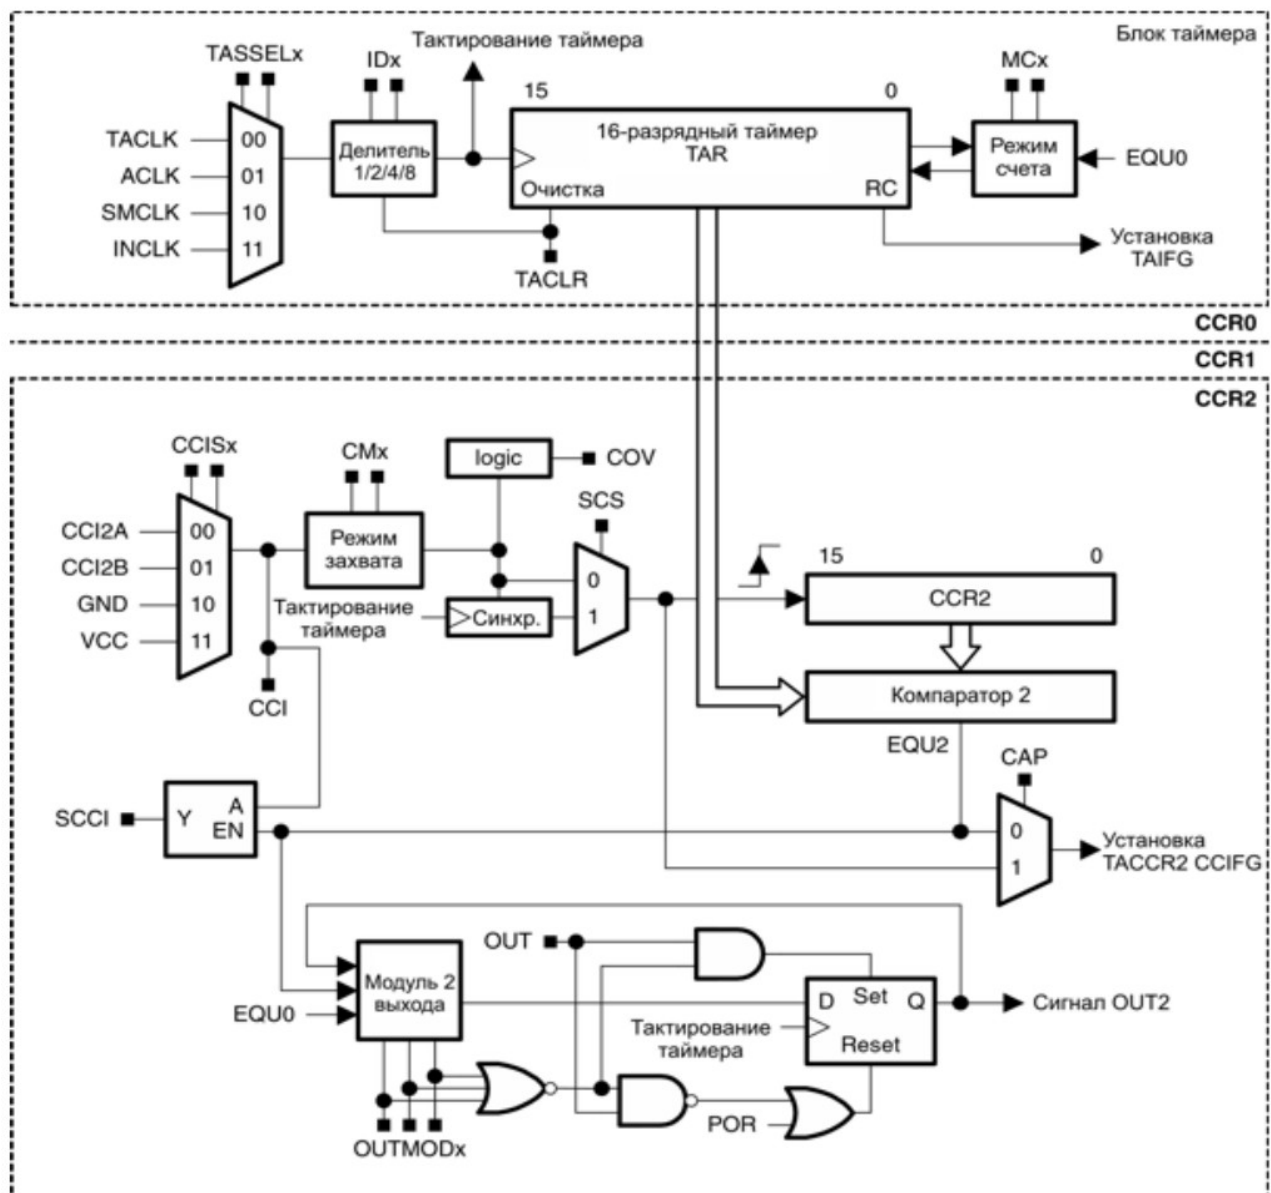 Блок таймера
Тактирование таймера
TASSELx
IDx
MCx
15
0
TACLK
00
ACLK
01
SMCLK
10
INCLK
11
Делитель
1/2/4/8
16-разрядный таймер
TAR
Очистка
RC
Режим
счета
EQU0
TACLR
Установка
TAIFG
CCR0
CCR1
CCR2
CCISx
CMx
logic
COV
SCS
CCI2A
00
CCI2B
01
GND
10
VCC
11
Режим
захвата
Тактирование
таймера
Синхр.
0
1
15
0
CCR2
CCI
Компаратор 2
EQU2
CAP
SCCI
Y
A
EN
0
1
Установка
TACCR2 CCIFG
OUT
Модуль 2
выхода
EQU0
D
Set
Q
Reset
Сигнал OUT2
Тактирование
таймера
POR
OUTMODx